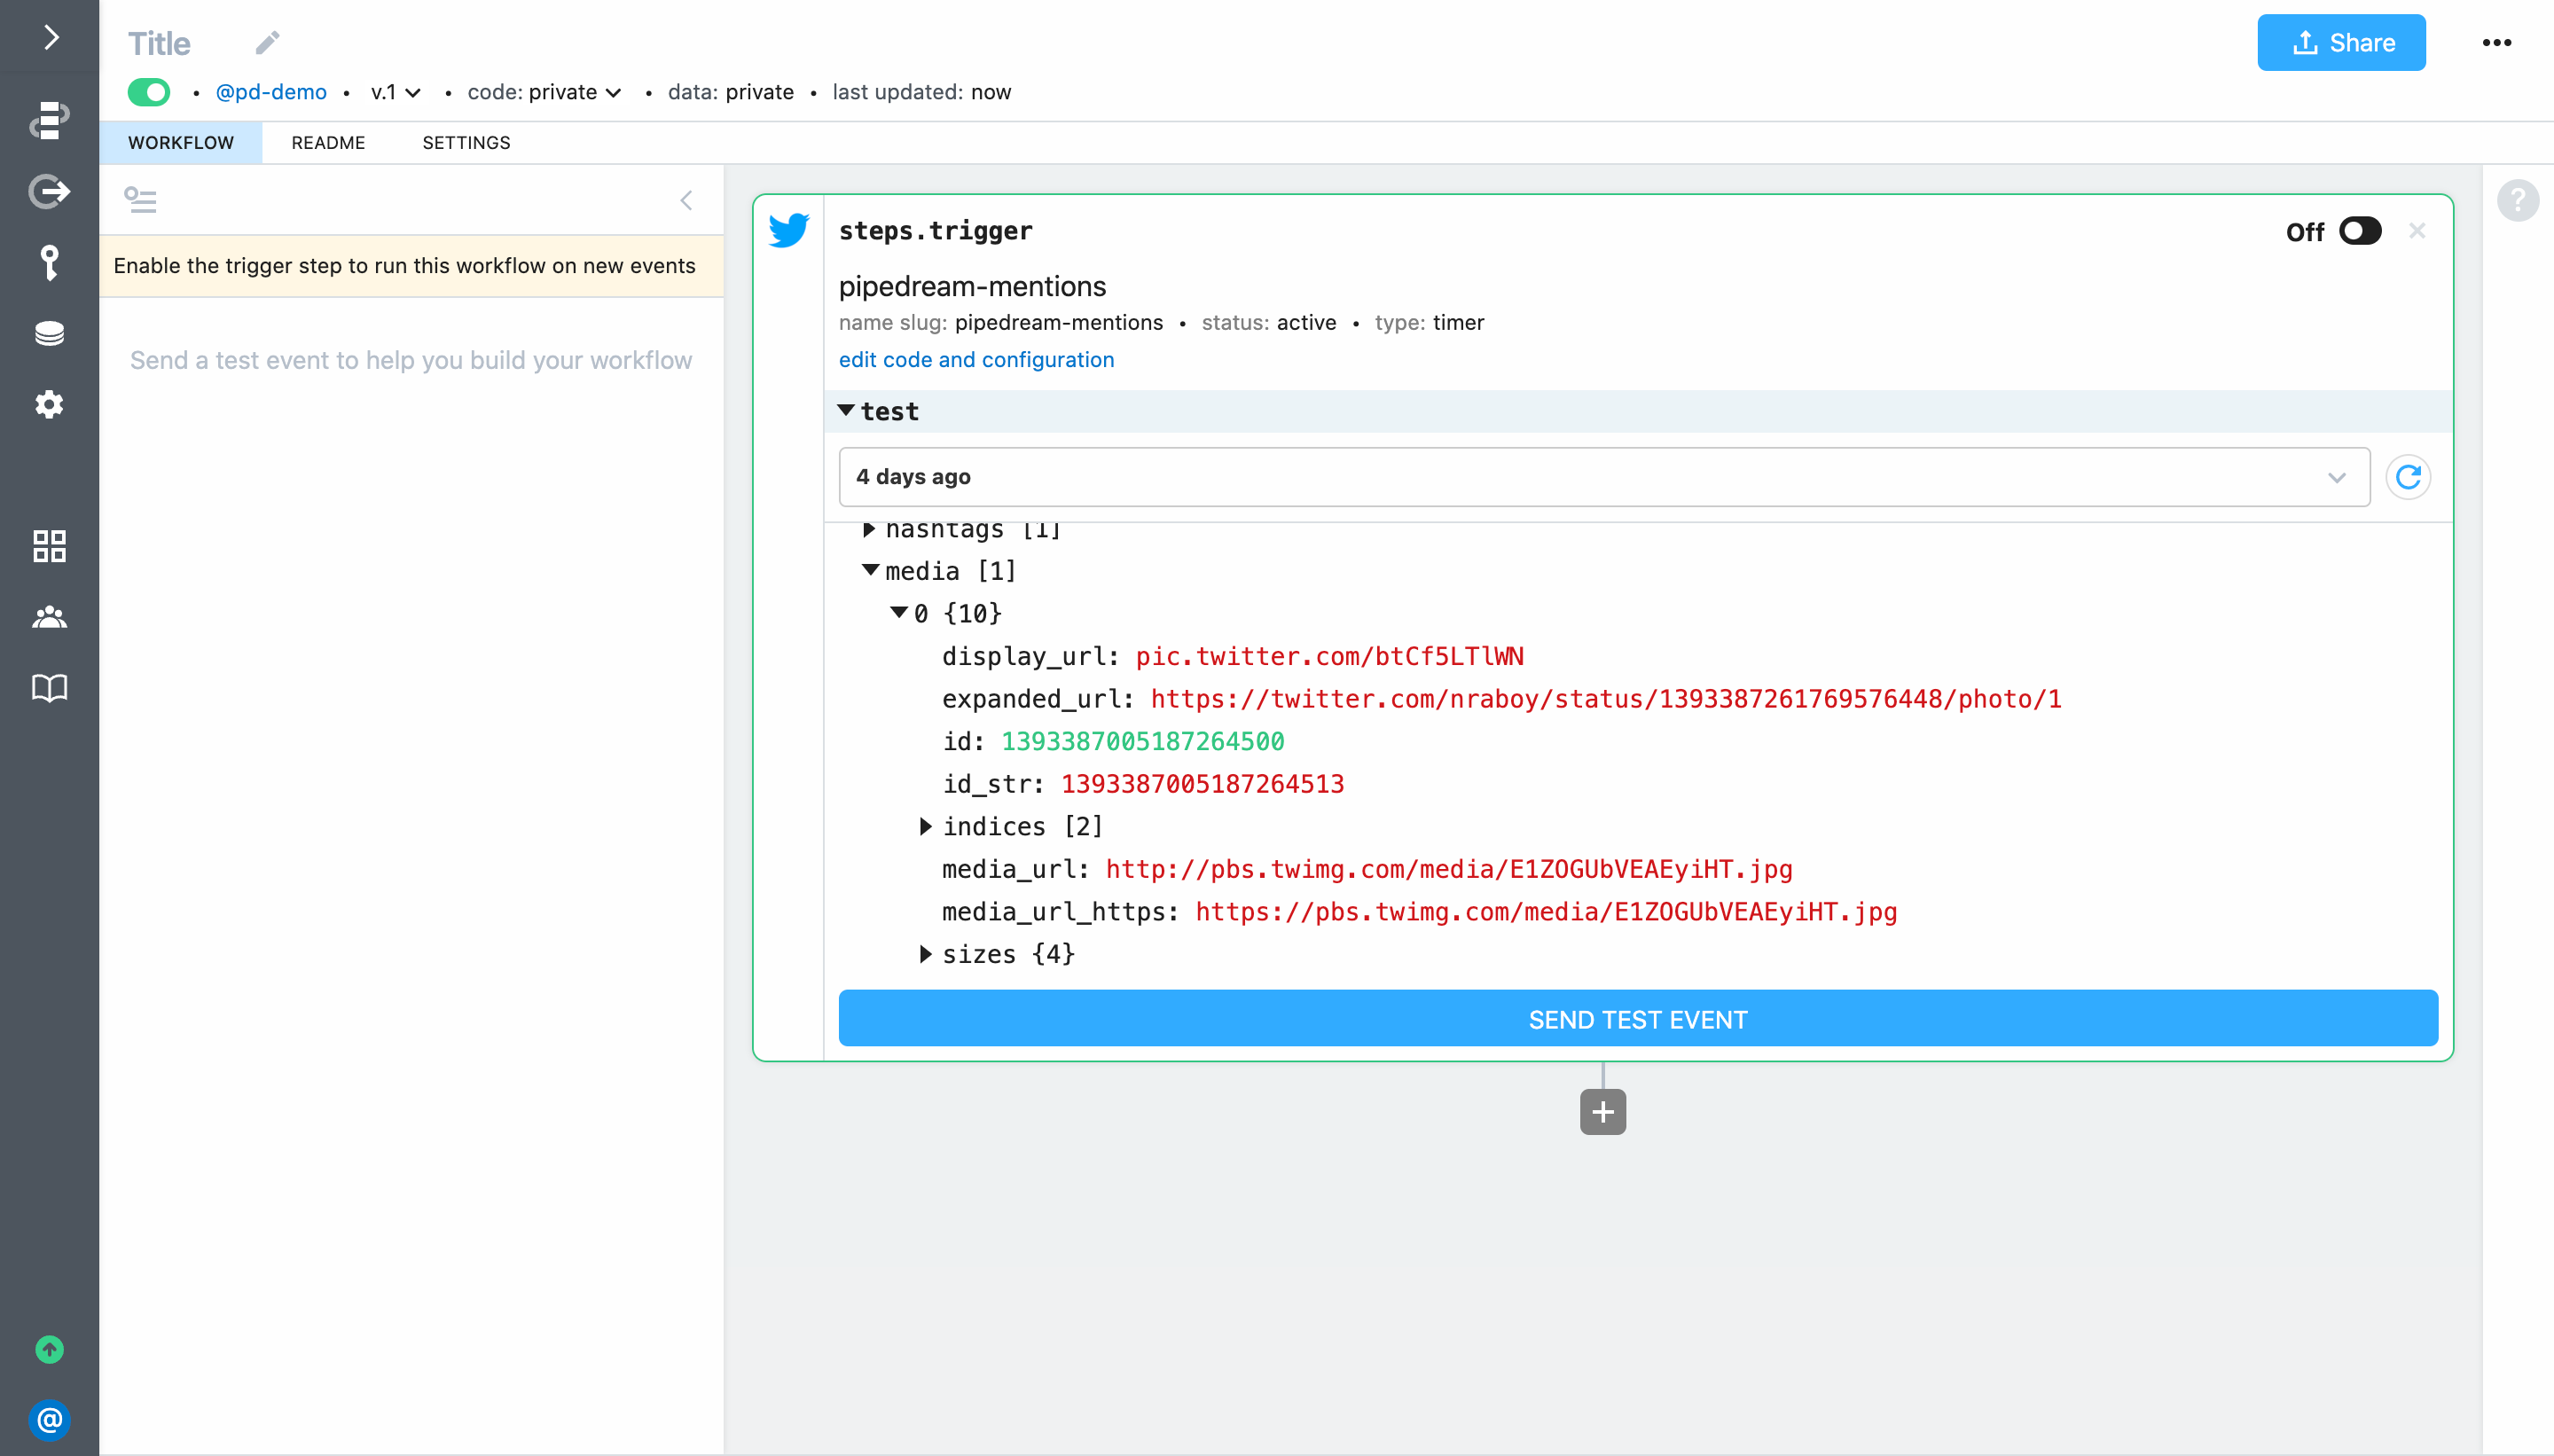 Title
Share
@pd-demo • v.1 • code: private • data: private • last updated: now
WORKFLOW README SETTINGS
Enable the trigger step to run this workflow on new events
Send a test event to help you build your workflow
steps.trigger
Off
pipedream-mentions
name slug: pipedream-mentions • status: active • type: timer
edit code and configuration
test
4 days ago
hashtags [1]
media [1]
0 {10}
display_url: pic.twitter.com/btCf5LTlWN
expanded_url: https://twitter.com/nraboy/status/1393387261769576448/photo/1
id: 1393387005187264500
id_str: 1393387005187264513
indices [2]
media_url: http://pbs.twimg.com/media/E1ZOGUbVEAEyiHT.jpg
media_url_https: https://pbs.twimg.com/media/E1ZOGUbVEAEyiHT.jpg
sizes {4}
SEND TEST EVENT